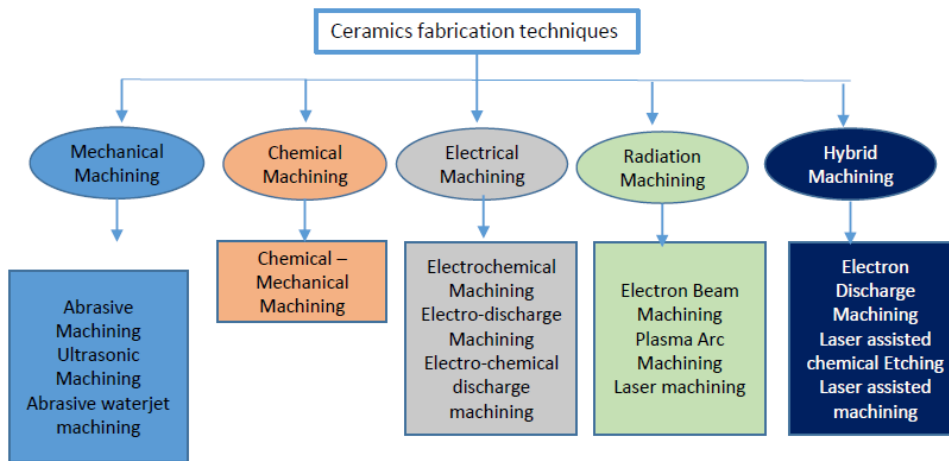 Ceramics fabrication techniques
Mechanical
Machining
Chemical
Machining
Electrical
Machining
Radiation
Machining
Hybrid
Machining
Abrasive
Machining
Ultrasonic
Machining
Abrasive waterjet
machining
Chemical –
Mechanical
Machining
Electrochemical
Machining
Electro-discharge
Machining
Electro-chemical
discharge
machining
Electron Beam
Machining
Plasma Arc
Machining
Laser machining
Electron
Discharge
Machining
Laser assisted
chemical Etching
Laser assisted
machining